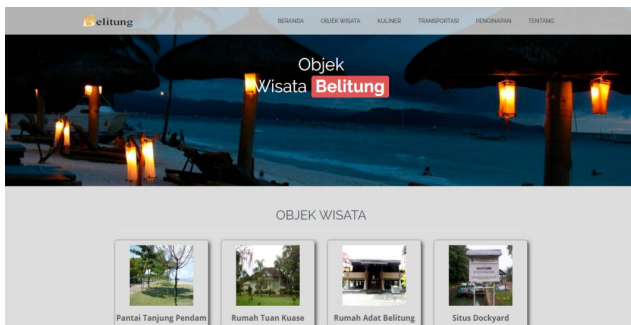 Belitung
BERANDA OBJEK WISATA KULINER TRANSPORTASI PENGINAPAN TENTANG
Objek
Wisata Belitung
OBJEK WISATA
Pantai Tanjung Pendam Rumah Tuan Kuase Rumah Adat Belitung Situs Dockyard